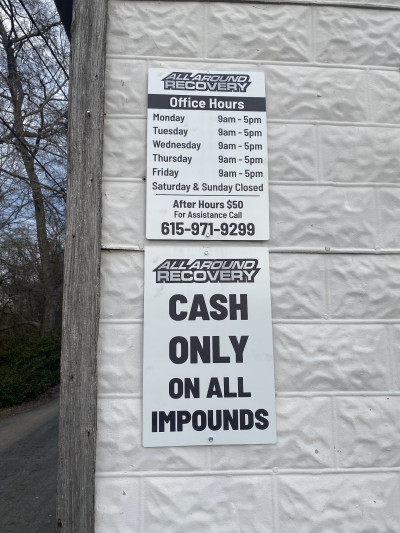 ALL AROUND
RECOVERY
Office Hours
Monday 9am - 5pm
Tuesday 9am - 5pm
Wednesday 9am - 5pm
Thursday 9am - 5pm
Friday 9am - 5pm
Saturday & Sunday Closed
After Hours $50
For Assistance Call
615-971-9299
ALL AROUND
RECOVERY
CASH
ONLY
ON ALL
IMPOUNDS